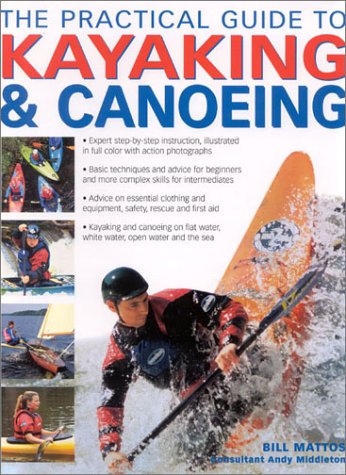 THE PRACTICAL GUIDE TO
KAYAKING
& CANOEING
• Expert step-by-step instruction, illustrated
in full color with action photographs
• Basic techniques and advice for beginners
and more complex skills for intermediates
• Advice on essential clothing and
equipment, safety, rescue and first aid
• Kayaking and canoeing on flat water,
white water, open water and the sea
BILL MATTOS
Consultant Andy Middleton